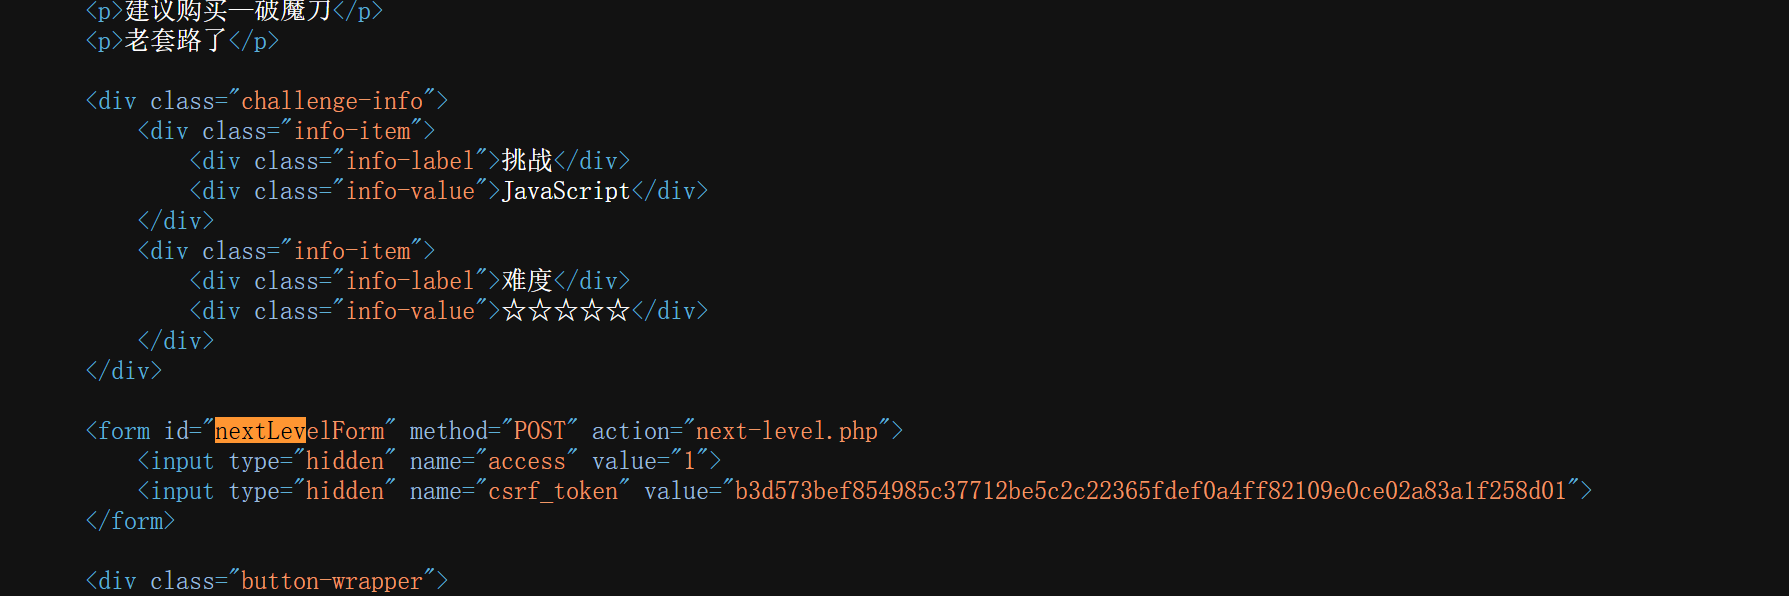 <p>建议购买一破魔刀</p>
<p>老套路了</p>
<div class="challenge-info">
<div class="info-item">
<div class="info-label">挑战</div>
<div class="info-value">JavaScript</div>
</div>
<div class="info-item">
<div class="info-label">难度</div>
<div class="info-value">☆☆☆☆☆</div>
</div>
</div>
<form id="nextLevelForm" method="POST" action="next-level.php">
<input type="hidden" name="access" value="1">
<input type="hidden" name="csrf_token" value="b3d573bef854985c37712be5c2c22365fdef0a4ff82109e0ce02a83a1f258d01">
</form>
<div class="button-wrapper">